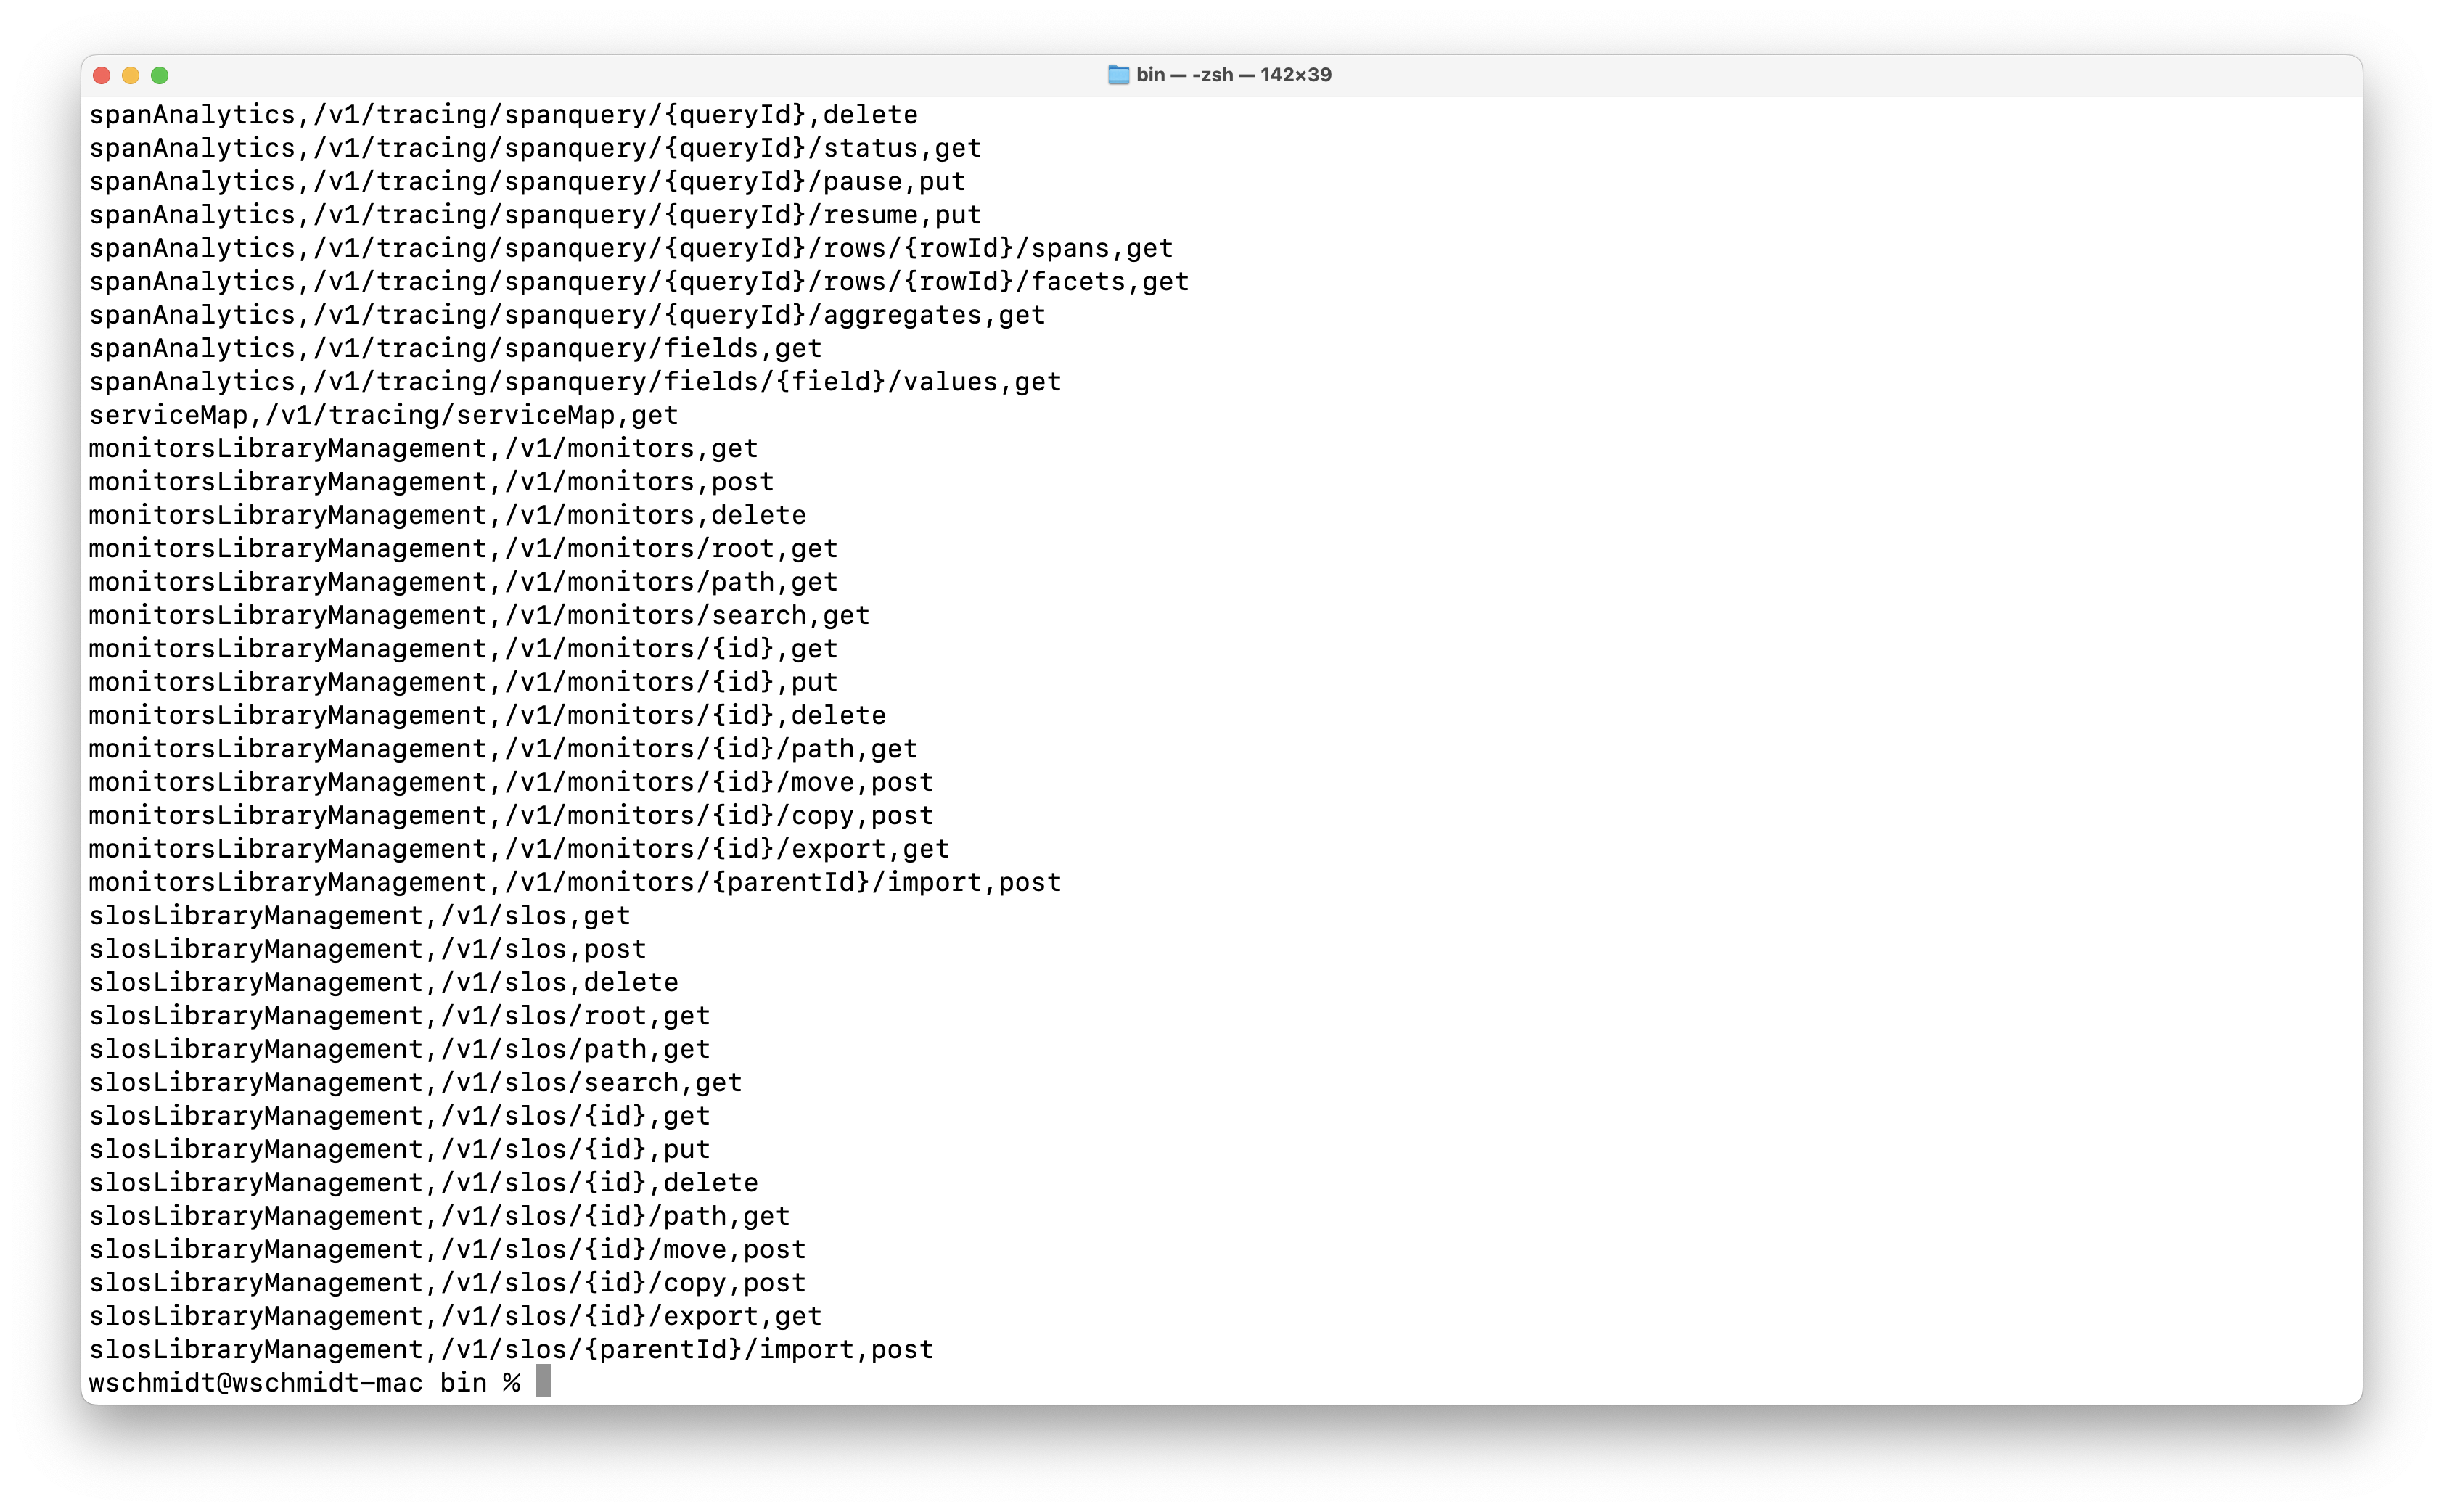 bin — -zsh — 142×39
spanAnalytics,/v1/tracing/spanquery/{queryId},delete
spanAnalytics,/v1/tracing/spanquery/{queryId}/status,get
spanAnalytics,/v1/tracing/spanquery/{queryId}/pause,put
spanAnalytics,/v1/tracing/spanquery/{queryId}/resume,put
spanAnalytics,/v1/tracing/spanquery/{queryId}/rows/{rowId}/spans,get
spanAnalytics,/v1/tracing/spanquery/{queryId}/rows/{rowId}/facets,get
spanAnalytics,/v1/tracing/spanquery/{queryId}/aggregates,get
spanAnalytics,/v1/tracing/spanquery/fields,get
spanAnalytics,/v1/tracing/spanquery/fields/{field}/values,get
serviceMap,/v1/tracing/serviceMap,get
monitorsLibraryManagement,/v1/monitors,get
monitorsLibraryManagement,/v1/monitors,post
monitorsLibraryManagement,/v1/monitors,delete
monitorsLibraryManagement,/v1/monitors/root,get
monitorsLibraryManagement,/v1/monitors/path,get
monitorsLibraryManagement,/v1/monitors/search,get
monitorsLibraryManagement,/v1/monitors/{id},get
monitorsLibraryManagement,/v1/monitors/{id},put
monitorsLibraryManagement,/v1/monitors/{id},delete
monitorsLibraryManagement,/v1/monitors/{id}/path,get
monitorsLibraryManagement,/v1/monitors/{id}/move,post
monitorsLibraryManagement,/v1/monitors/{id}/copy,post
monitorsLibraryManagement,/v1/monitors/{id}/export,get
monitorsLibraryManagement,/v1/monitors/{parentId}/import,post
slosLibraryManagement,/v1/slos,get
slosLibraryManagement,/v1/slos,post
slosLibraryManagement,/v1/slos,delete
slosLibraryManagement,/v1/slos/root,get
slosLibraryManagement,/v1/slos/path,get
slosLibraryManagement,/v1/slos/search,get
slosLibraryManagement,/v1/slos/{id},get
slosLibraryManagement,/v1/slos/{id},put
slosLibraryManagement,/v1/slos/{id},delete
slosLibraryManagement,/v1/slos/{id}/path,get
slosLibraryManagement,/v1/slos/{id}/move,post
slosLibraryManagement,/v1/slos/{id}/copy,post
slosLibraryManagement,/v1/slos/{id}/export,get
slosLibraryManagement,/v1/slos/{parentId}/import,post
wschmidt@wschmidt-mac bin %